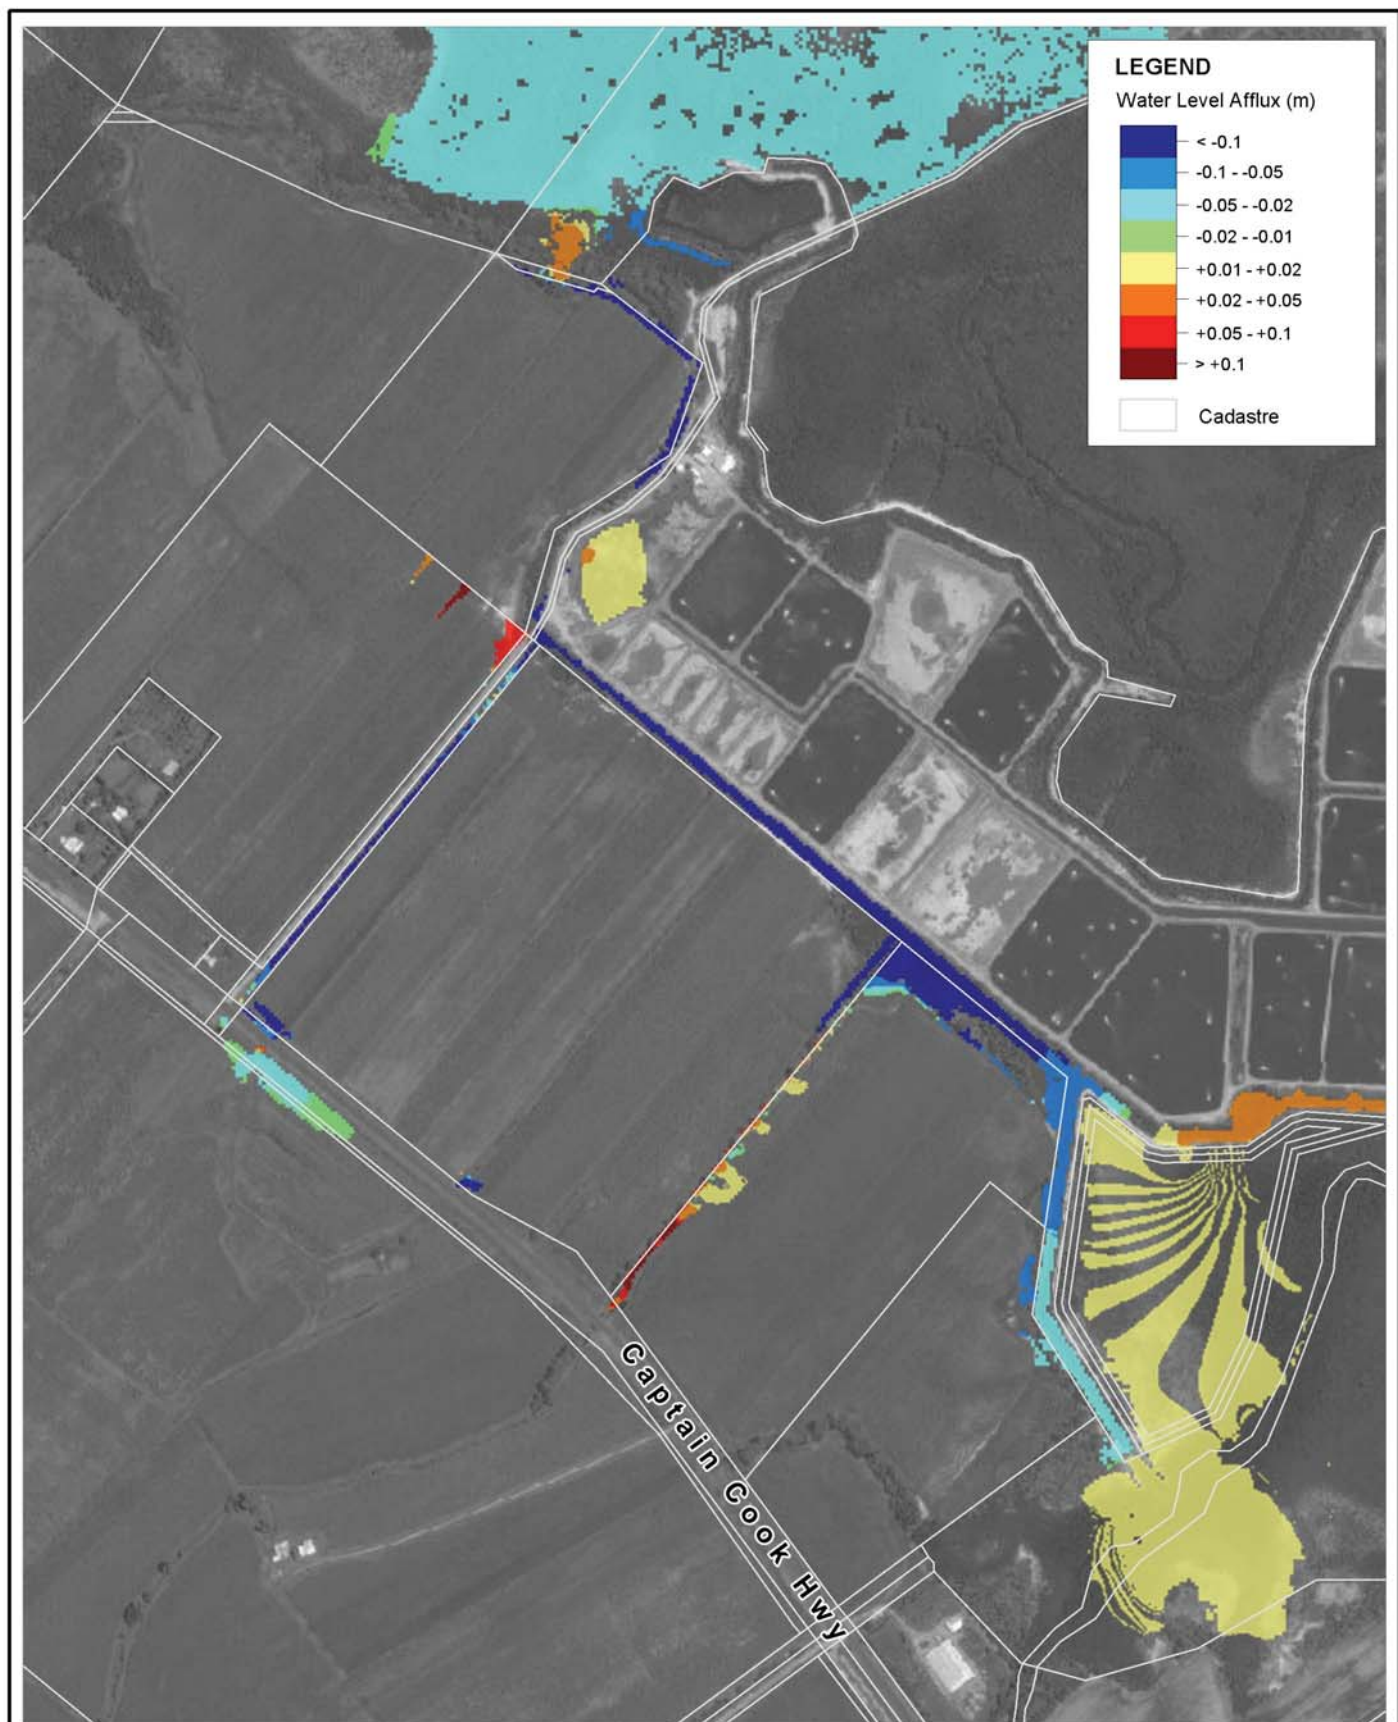 LEGEND
Water Level Afflux (m)
< -0.1
-0.1 - -0.05
-0.05 - -0.02
-0.02 - -0.01
+0.01 - +0.02
+0.02 - +0.05
+0.05 - +0.1
> +0.1
Cadastre
Captain Cook Hwy